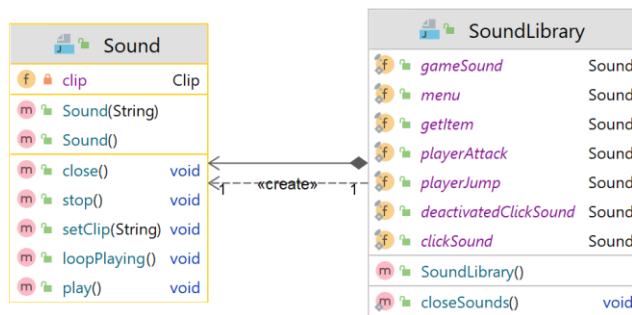 Sound
f clip Clip
m Sound(String)
m Sound()
m close() void
m stop() void
m setClip(String) void
m loopPlaying() void
m play() void
1 «create» 1
SoundLibrary
f gameSound Sound
f menu Sound
f getItem Sound
f playerAttack Sound
f playerJump Sound
f deactivatedClickSound Sound
f clickSound Sound
m SoundLibrary()
m closeSounds() void